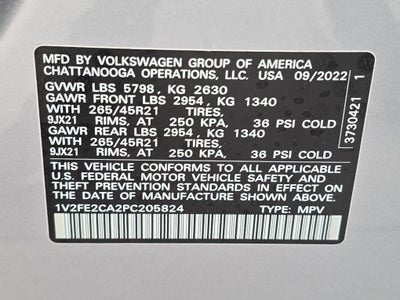 MFD BY VOLKSWAGEN GROUP OF AMERICA
CHATTANOOGA OPERATIONS, LLC. USA 09/2022
GVWR LBS 5798, KG 2630
GAWR FRONT LBS 2954, KG 1340
WITH 265/45R21 TIRES,
9JX21 RIMS, AT 250 KPA, 36 PSI COLD
GAWR REAR LBS 2954, KG 1340
WITH 265/45R21 TIRES,
9JX21 RIMS, AT 250 KPA, 36 PSI COLD
THIS VEHICLE CONFORMS TO ALL APPLICABLE
U.S. FEDERAL MOTOR VEHICLE SAFETY, BUMPER, AND
THEFT PREVENTION STANDARDS IN EFFECT ON THE
DATE OF MANUFACTURE SHOWN ABOVE.
1V2FE2CA2PC205824 TYPE: MPV
3730421 1